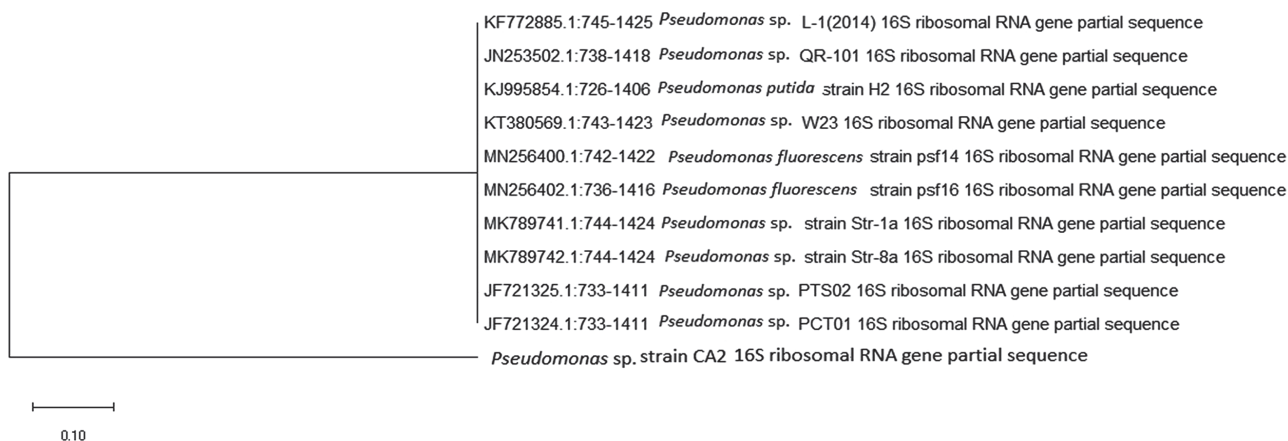 KF772885.1:745-1425 Pseudomonas sp. L-1(2014) 16S ribosomal RNA gene partial sequence
JN253502.1:738-1418 Pseudomonas sp. QR-101 16S ribosomal RNA gene partial sequence
KJ995854.1:726-1406 Pseudomonas putida strain H2 16S ribosomal RNA gene partial sequence
KT380569.1:743-1423 Pseudomonas sp. W23 16S ribosomal RNA gene partial sequence
MN256400.1:742-1422 Pseudomonas fluorescens strain psf14 16S ribosomal RNA gene partial sequence
MN256402.1:736-1416 Pseudomonas fluorescens strain psf16 16S ribosomal RNA gene partial sequence
MK789741.1:744-1424 Pseudomonas sp. strain Str-1a 16S ribosomal RNA gene partial sequence
MK789742.1:744-1424 Pseudomonas sp. strain Str-8a 16S ribosomal RNA gene partial sequence
JF721325.1:733-1411 Pseudomonas sp. PTS02 16S ribosomal RNA gene partial sequence
JF721324.1:733-1411 Pseudomonas sp. PCT01 16S ribosomal RNA gene partial sequence
Pseudomonas sp. strain CA2 16S ribosomal RNA gene partial sequence
0.10